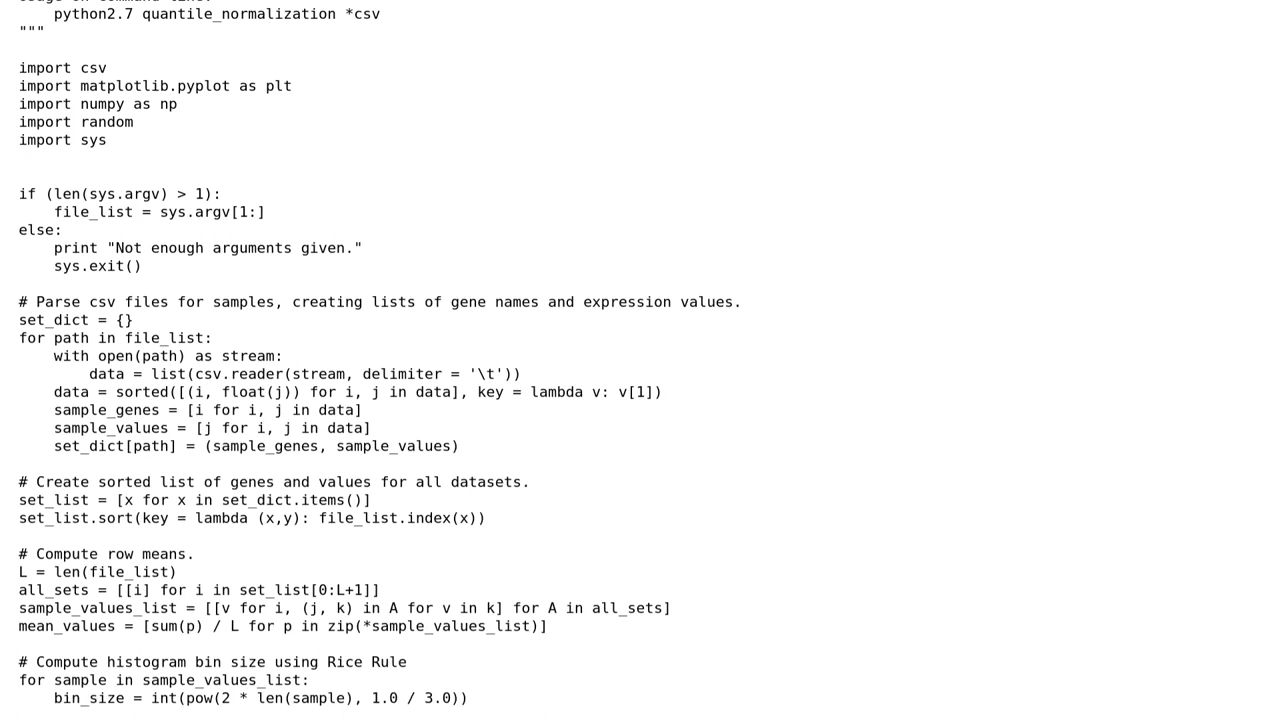 python2.7 quantile_normalization *csv
"""
import csv
import matplotlib.pyplot as plt
import numpy as np
import random
import sys
if (len(sys.argv) > 1):
file_list = sys.argv[1:]
else:
print "Not enough arguments given."
sys.exit()
# Parse csv files for samples, creating lists of gene names and expression values.
set_dict = {}
for path in file_list:
with open(path) as stream:
data = list(csv.reader(stream, delimiter = '\t'))
data = sorted([(i, float(j)) for i, j in data], key = lambda v: v[1])
sample_genes = [i for i, j in data]
sample_values = [j for i, j in data]
set_dict[path] = (sample_genes, sample_values)
# Create sorted list of genes and values for all datasets.
set_list = [x for x in set_dict.items()]
set_list.sort(key = lambda (x,y): file_list.index(x))
# Compute row means.
L = len(file_list)
all_sets = [[i] for i in set_list[0:L+1]]
sample_values_list = [[v for i, (j, k) in A for v in k] for A in all_sets]
mean_values = [sum(p) / L for p in zip(*sample_values_list)]
# Compute histogram bin size using Rice Rule
for sample in sample_values_list:
bin_size = int(pow(2 * len(sample), 1.0 / 3.0))